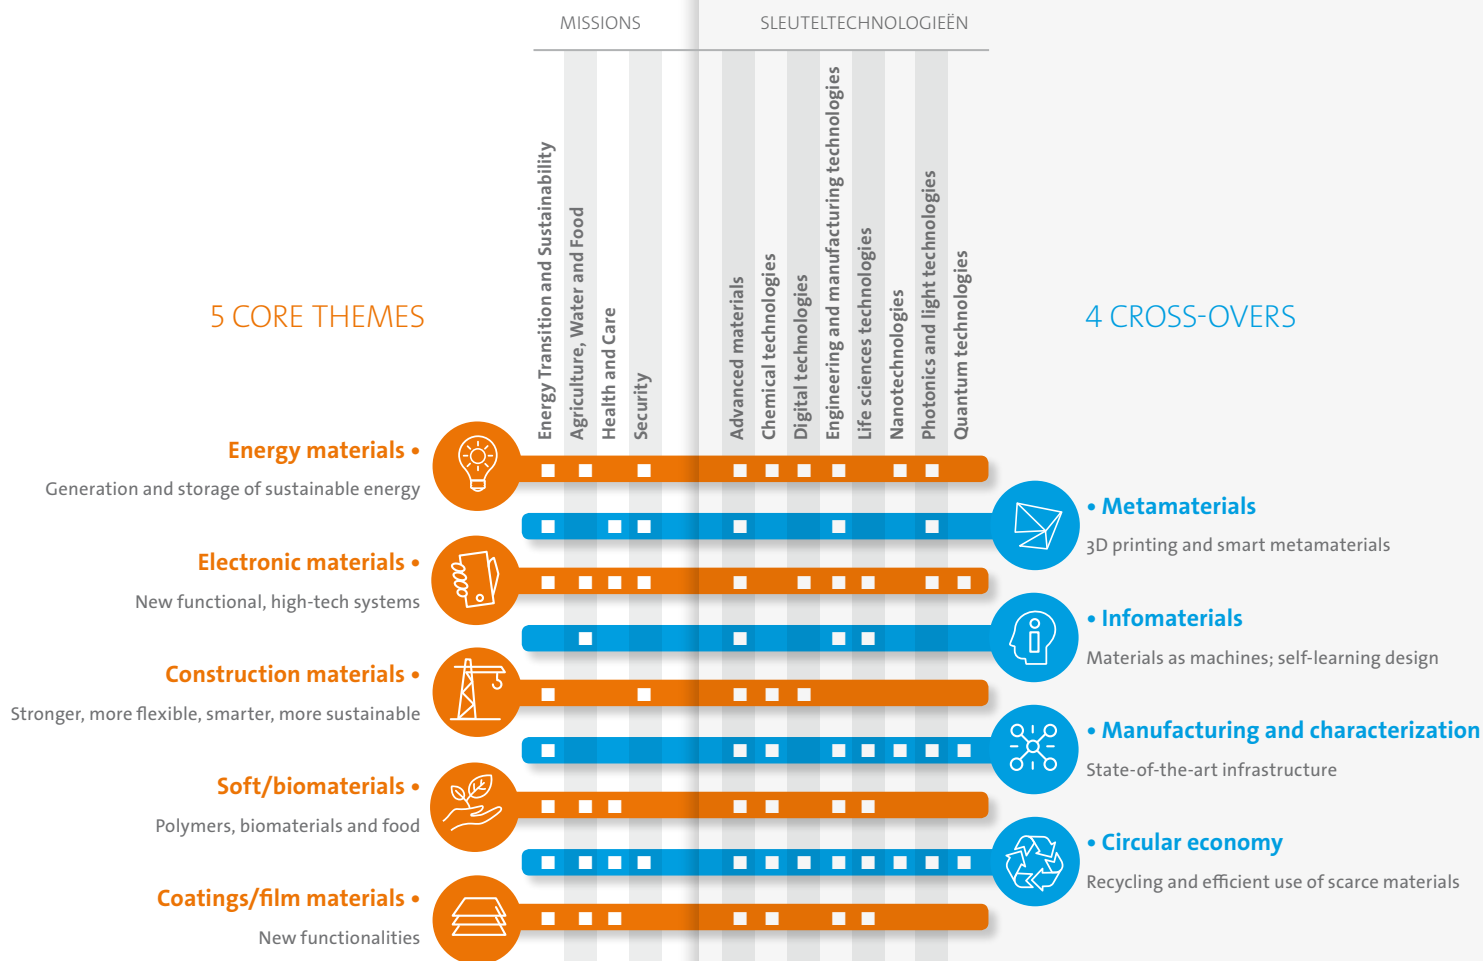 MISSIONS
SLEUTELTECHNOLOGIEËN
Energy Transition and Sustainability
Agriculture, Water and Food
Health and Care
Security
Advanced materials
Chemical technologies
Digital technologies
Engineering and manufacturing technologies
Life sciences technologies
Nanotechnologies
Photonics and light technologies
Quantum technologies
5 CORE THEMES
4 CROSS-OVERS
Energy materials •
Generation and storage of sustainable energy
• Metamaterials
3D printing and smart metamaterials
Electronic materials •
New functional, high-tech systems
• Infomaterials
Materials as machines; self-learning design
Construction materials •
Stronger, more flexible, smarter, more sustainable
• Manufacturing and characterization
State-of-the-art infrastructure
Soft/biomaterials •
Polymers, biomaterials and food
• Circular economy
Recycling and efficient use of scarce materials
Coatings/film materials •
New functionalities